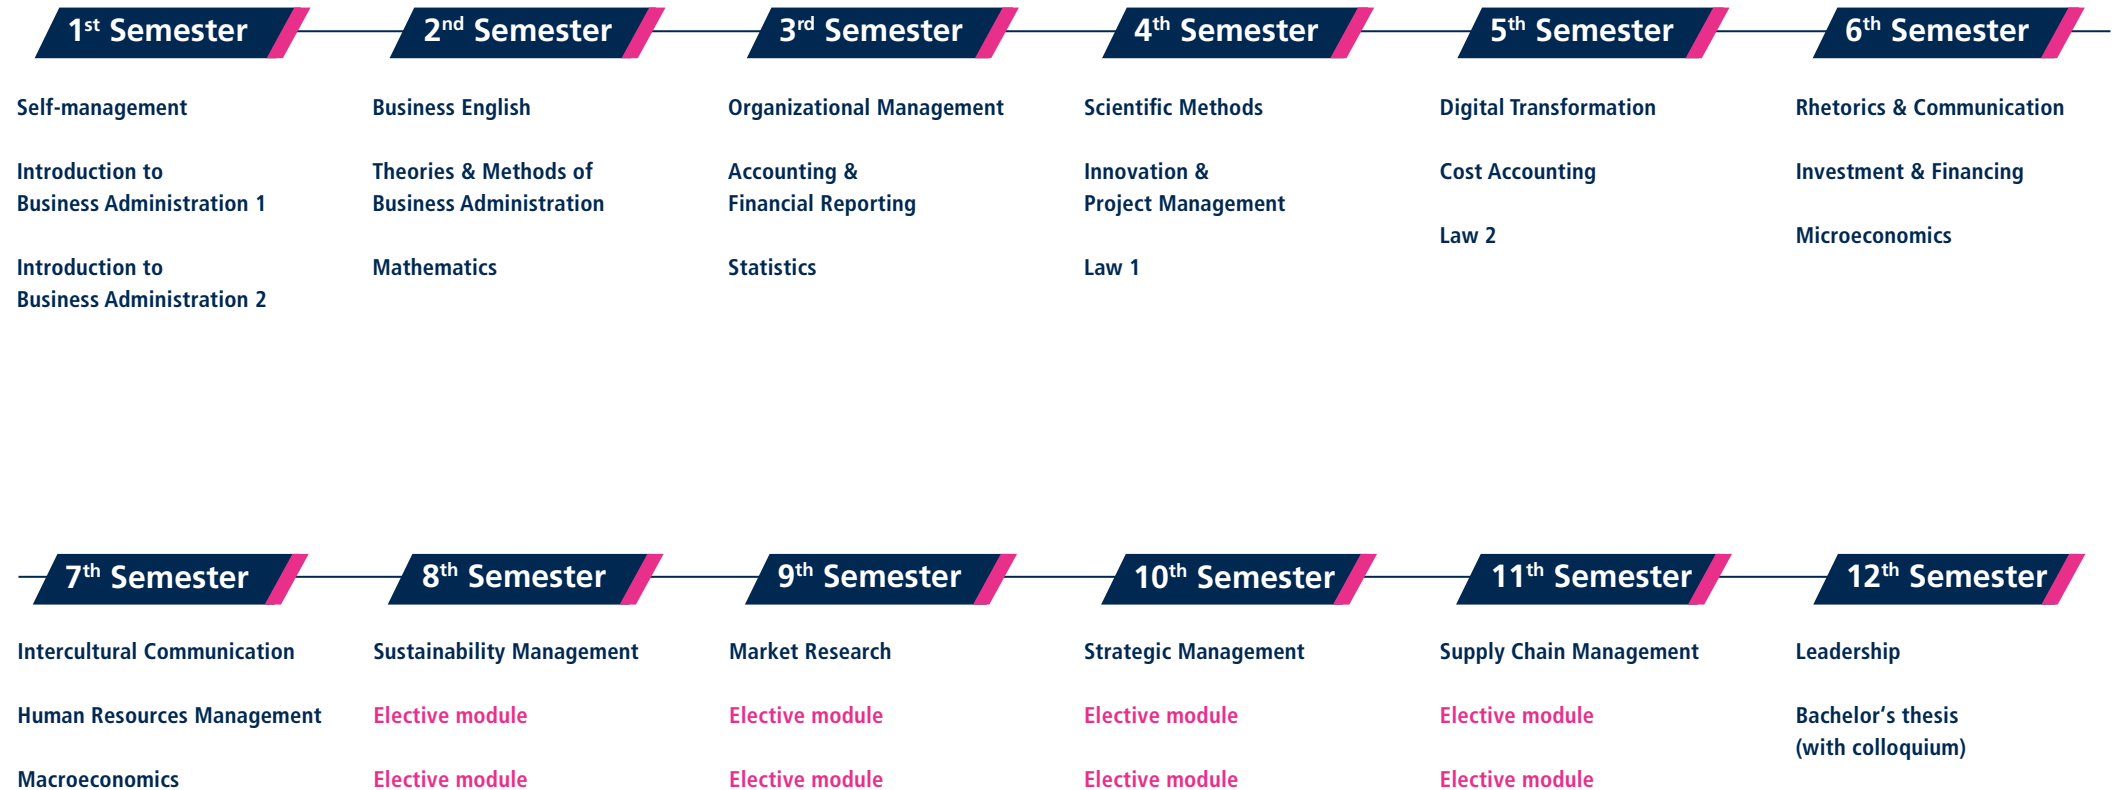 1st Semester
Self-management
Introduction to
Business Administration 1
Introduction to
Business Administration 2
2nd Semester
Business English
Theories & Methods of
Business Administration
Mathematics
3rd Semester
Organizational Management
Accounting &
Financial Reporting
Statistics
4th Semester
Scientific Methods
Innovation &
Project Management
Law 1
5th Semester
Digital Transformation
Cost Accounting
Law 2
6th Semester
Rhetorics & Communication
Investment & Financing
Microeconomics
7th Semester
Intercultural Communication
Human Resources Management
Macroeconomics
8th Semester
Sustainability Management
Elective module
Elective module
9th Semester
Market Research
Elective module
Elective module
10th Semester
Strategic Management
Elective module
Elective module
11th Semester
Supply Chain Management
Elective module
Elective module
12th Semester
Leadership
Bachelor‘s thesis
(with colloquium)